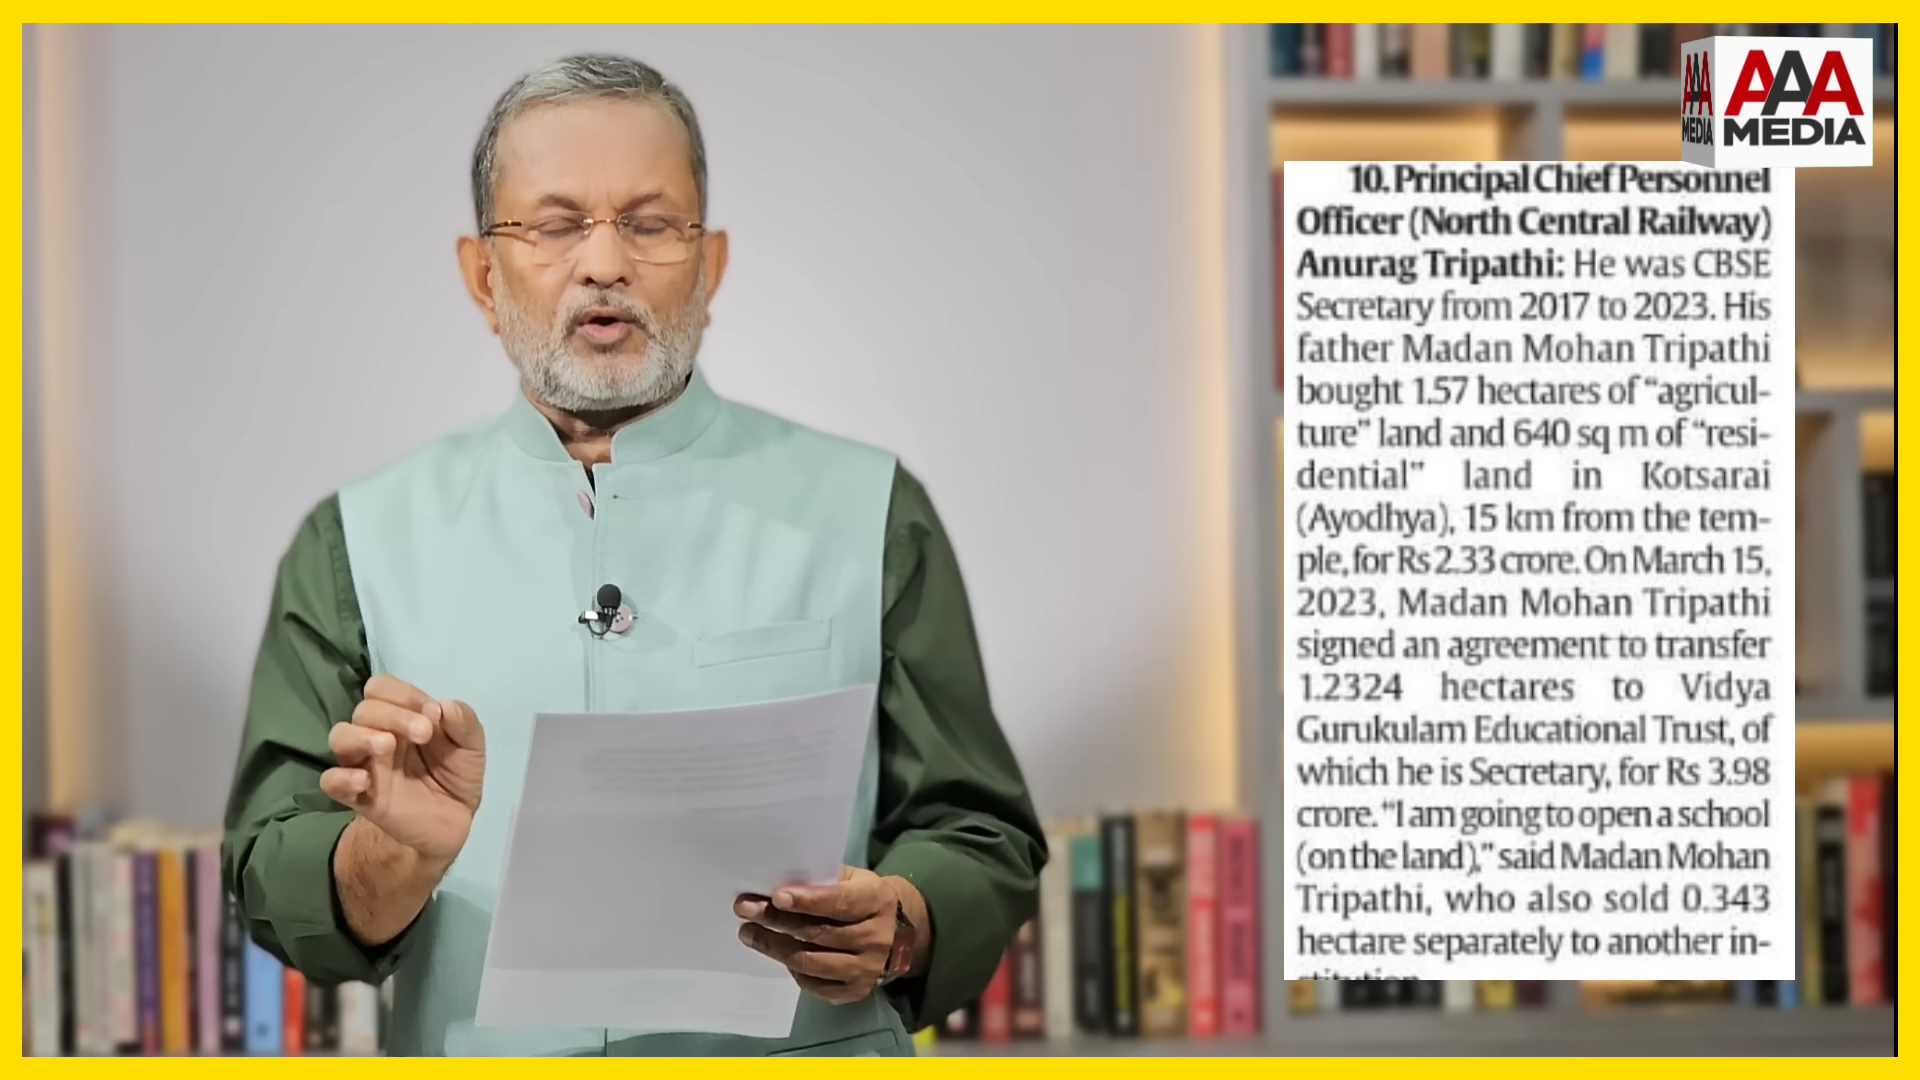 AAA
MEDIA
AAA
MEDIA
10. Principal Chief Personnel
Officer (North Central Railway)
Anurag Tripathi: He was CBSE
Secretary from 2017 to 2023. His
father Madan Mohan Tripathi
bought 1.57 hectares of “agricul-
ture” land and 640 sq m of “resi-
dential” land in Kotsarai
(Ayodhya), 15 km from the tem-
ple, for Rs 2.33 crore. On March 15,
2023, Madan Mohan Tripathi
signed an agreement to transfer
1.2324 hectares to Vidya
Gurukulam Educational Trust, of
which he is Secretary, for Rs 3.98
crore. “I am going to open a school
(on the land),” said Madan Mohan
Tripathi, who also sold 0.343
hectare separately to another in-